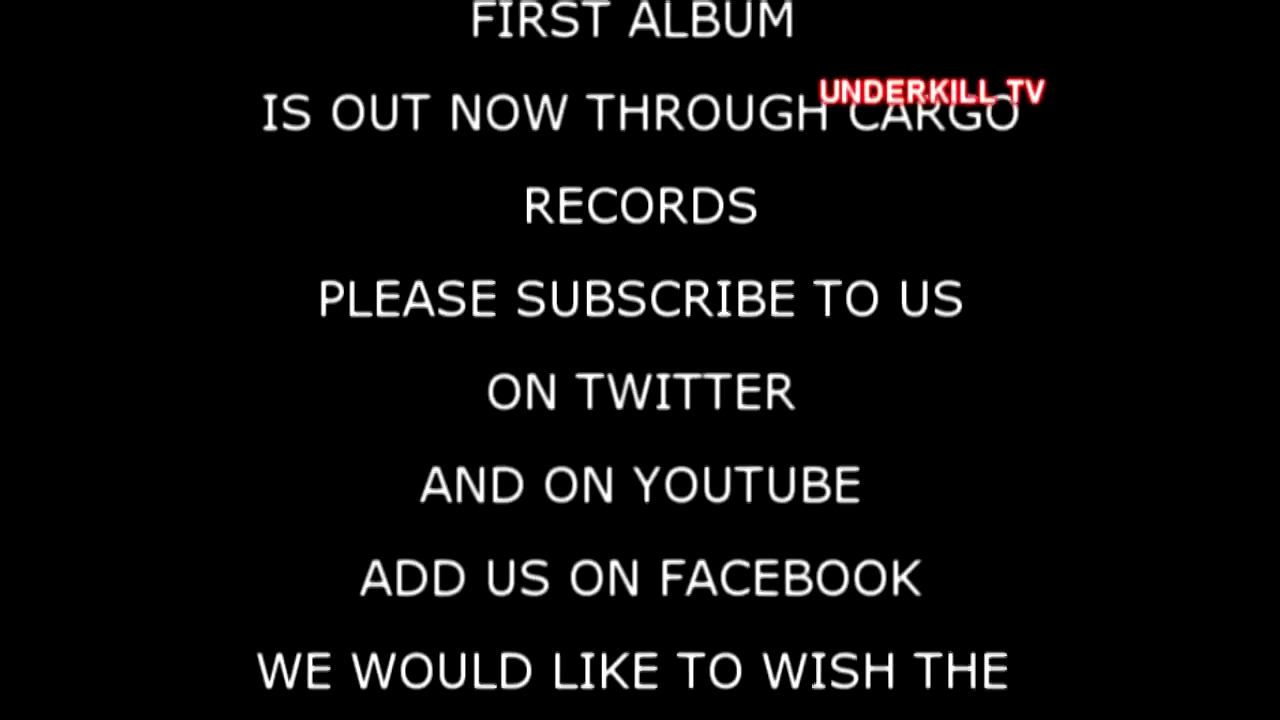 FIRST ALBUM
UNDERKILL TV
IS OUT NOW THROUGH CARGO
RECORDS
PLEASE SUBSCRIBE TO US
ON TWITTER
AND ON YOUTUBE
ADD US ON FACEBOOK
WE WOULD LIKE TO WISH THE